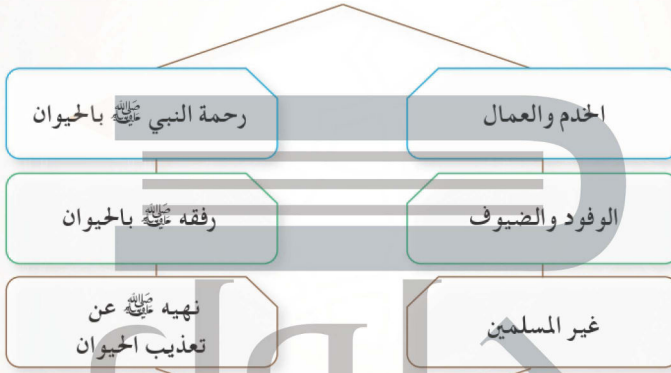 الخدم والعمال
رحمة النبي ﷺ بالحيوان
الوفود والضيوف
رفقه ﷺ بالحيوان
غير المسلمين
نهيه ﷺ عن
تعذيب الحيوان